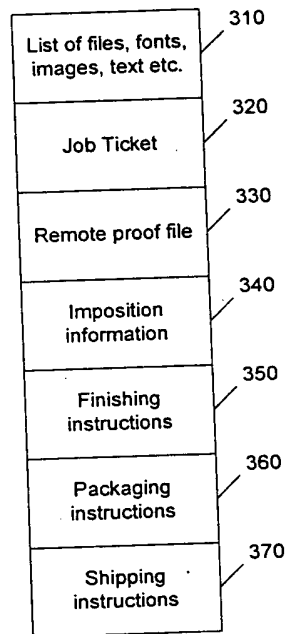 310
List of files, fonts,
images, text etc.
320
Job Ticket
330
Remote proof file
340
Imposition
information
350
Finishing
instructions
360
Packaging
instructions
370
Shipping
instructions